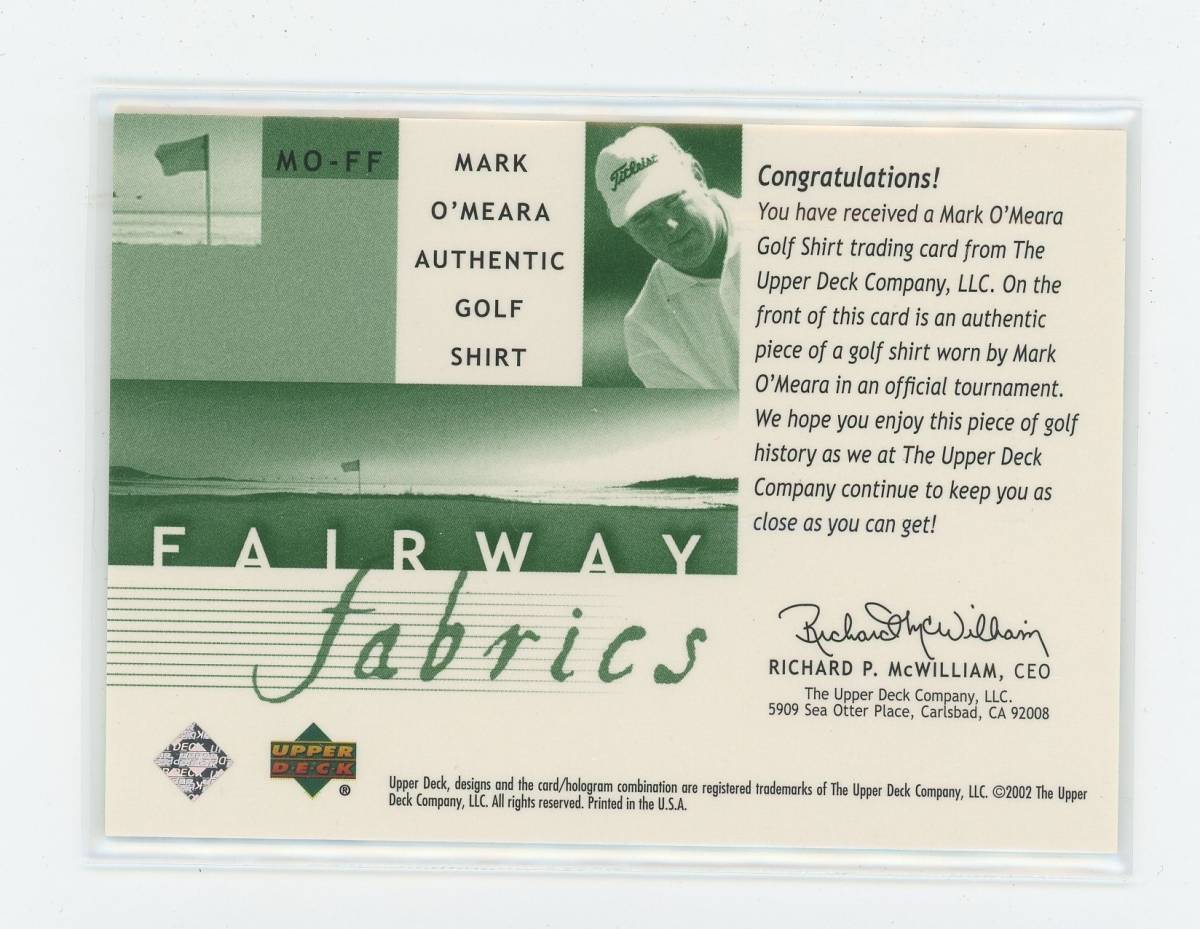 MO-FF
MARK
O'MEARA
AUTHENTIC
GOLF
SHIRT
Titleist
Congratulations!
You have received a Mark O'Meara
Golf Shirt trading card from The
Upper Deck Company, LLC. On the
front of this card is an authentic
piece of a golf shirt worn by Mark
O'Meara in an official tournament.
We hope you enjoy this piece of golf
history as we at The Upper Deck
Company continue to keep you as
close as you can get!
FAIRWAY
fabrics
Richard P McWilliam
RICHARD P. McWILLIAM, CEO
The Upper Deck Company, LLC.
5909 Sea Otter Place, Carlsbad, CA 92008
UPPER
DECK
®
Upper Deck, designs and the card/hologram combination are registered trademarks of The Upper Deck Company, LLC. ©2002 The Upper
Deck Company, LLC. All rights reserved. Printed in the U.S.A.